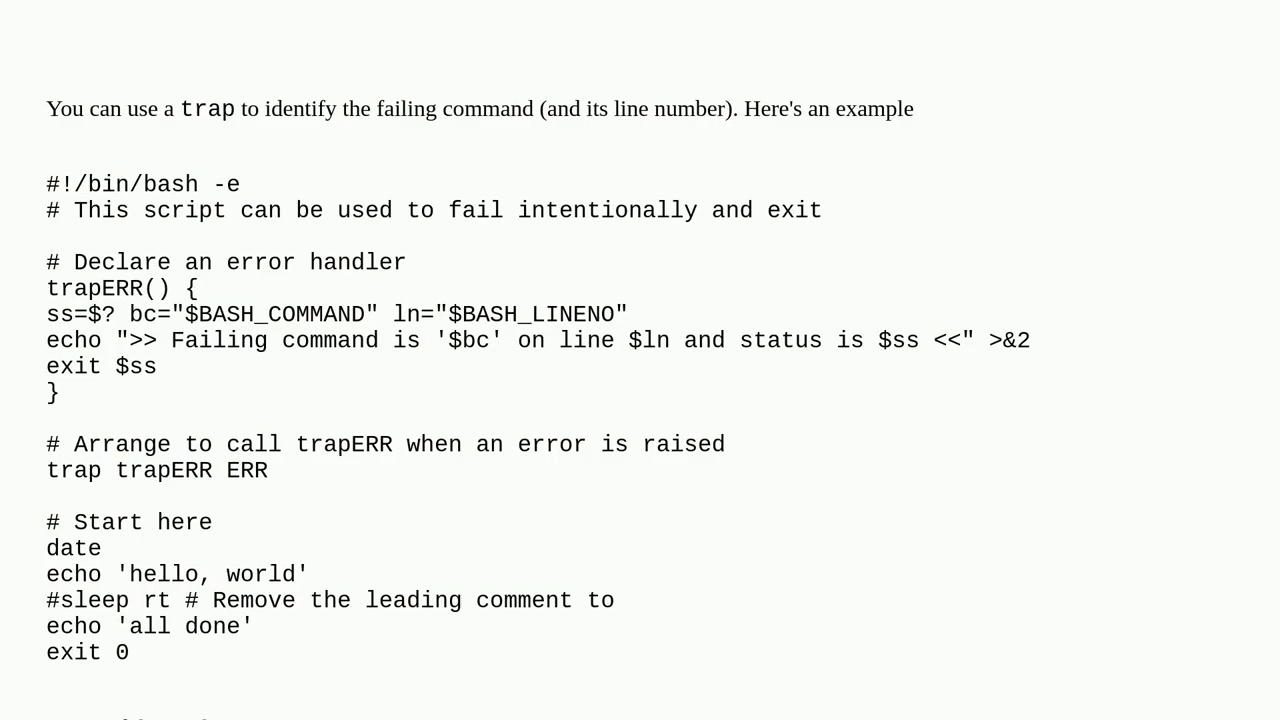 You can use a trap to identify the failing command (and its line number). Here's an example
#!/bin/bash -e
# This script can be used to fail intentionally and exit
# Declare an error handler
trapERR() {
ss=$? bc="$BASH_COMMAND" ln="$BASH_LINENO"
echo ">> Failing command is '$bc' on line $ln and status is $ss <<" >&2
exit $ss
}
# Arrange to call trapERR when an error is raised
trap trapERR ERR
# Start here
date
echo 'hello, world'
#sleep rt # Remove the leading comment to
echo 'all done'
exit 0